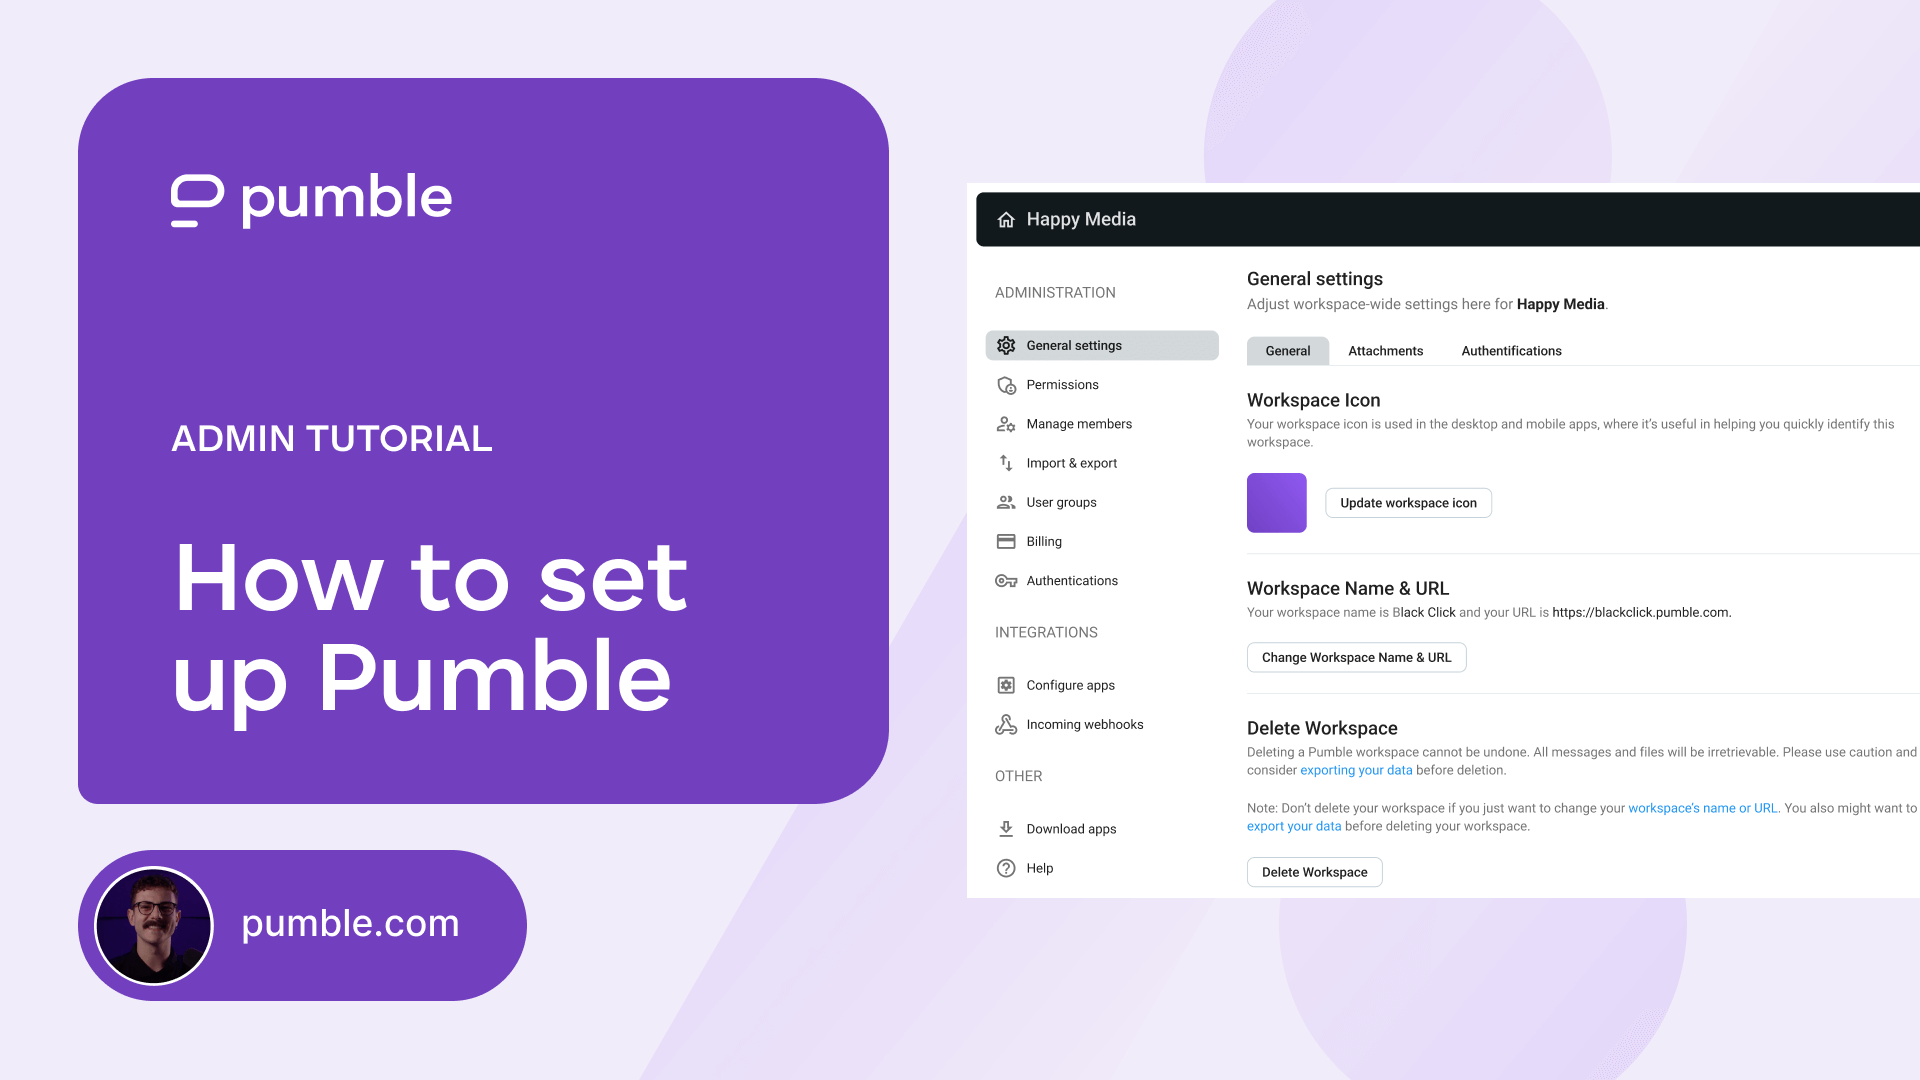 pumble
ADMIN TUTORIAL
How to set
up Pumble
pumble.com
Happy Media
ADMINISTRATION
General settings
Permissions
Manage members
Import & export
User groups
Billing
Authentications
INTEGRATIONS
Configure apps
Incoming webhooks
OTHER
Download apps
Help
General settings
Adjust workspace-wide settings here for Happy Media.
General Attachments Authentifications
Workspace Icon
Your workspace icon is used in the desktop and mobile apps, where it's useful in helping you quickly identify this
workspace.
Update workspace icon
Workspace Name & URL
Your workspace name is Black Click and your URL is https://blackclick.pumble.com.
Change Workspace Name & URL
Delete Workspace
Deleting a Pumble workspace cannot be undone. All messages and files will be irretrievable. Please use caution and
consider exporting your data before deletion.
Note: Don't delete your workspace if you just want to change your workspace's name or URL. You also might want to
export your data before deleting your workspace.
Delete Workspace